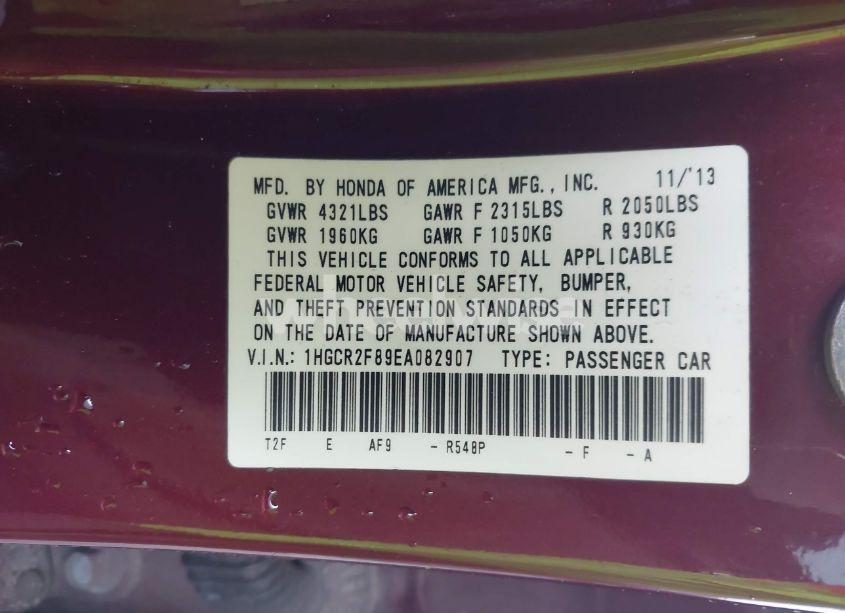 MFD. BY HONDA OF AMERICA MFG., INC. 11/'13
GVWR 4321LBS GAWR F 2315LBS R 2050LBS
GVWR 1960KG GAWR F 1050KG R 930KG
THIS VEHICLE CONFORMS TO ALL APPLICABLE
FEDERAL MOTOR VEHICLE SAFETY, BUMPER,
AND THEFT PREVENTION STANDARDS IN EFFECT
ON THE DATE OF MANUFACTURE SHOWN ABOVE.
V.I.N.: 1HGCR2F89EA082907 TYPE: PASSENGER CAR
T2F E AF9 - R548P - F - A